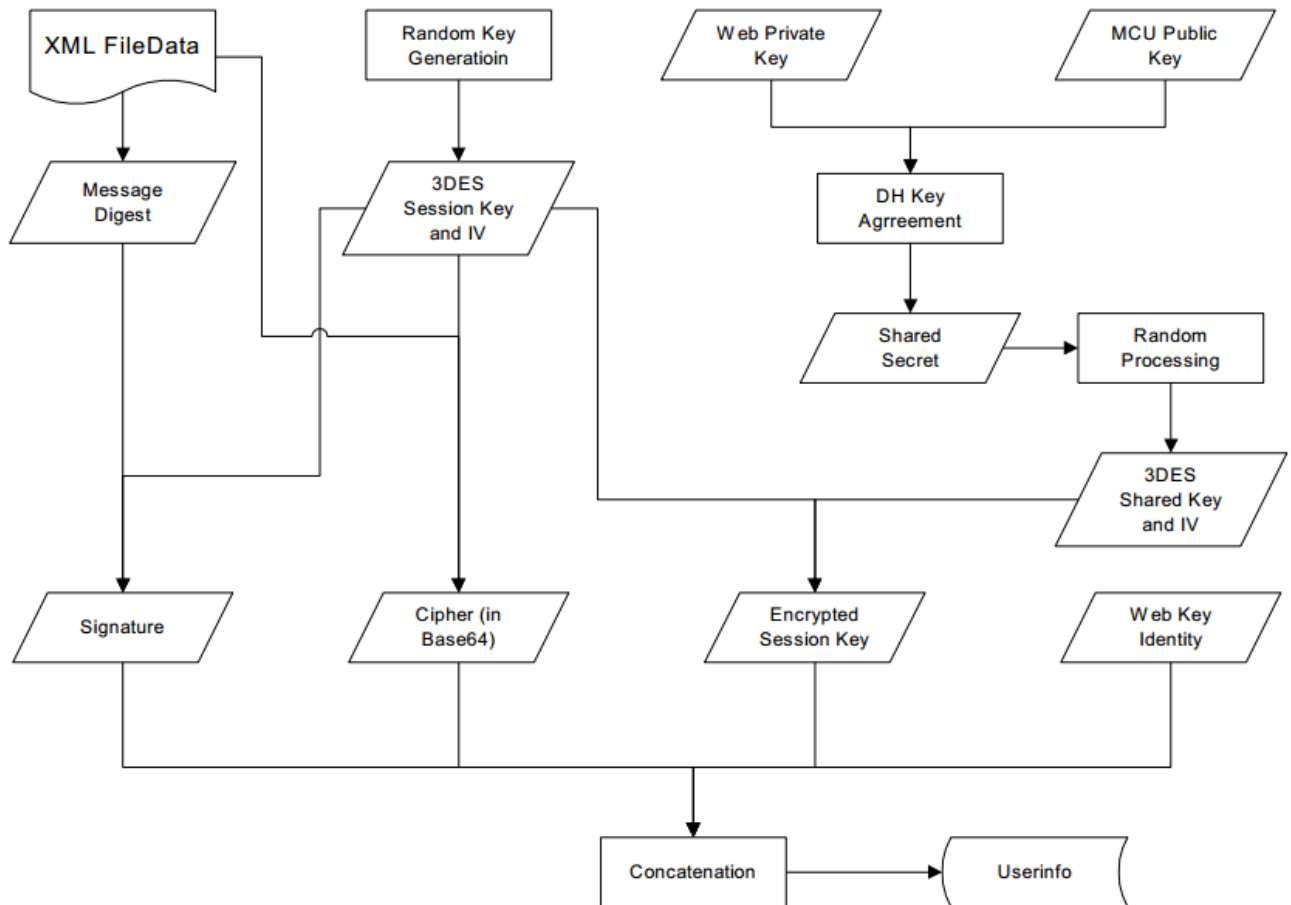 XML FileData
Random Key
Generatioin
Web Private
Key
MCU Public
Key
Message
Digest
3DES
Session Key
and IV
DH Key
Agrreement
Shared
Secret
Random
Processing
3DES
Shared Key
and IV
Signature
Cipher (in
Base64)
Encrypted
Session Key
Web Key
Identity
Concatenation
Userinfo